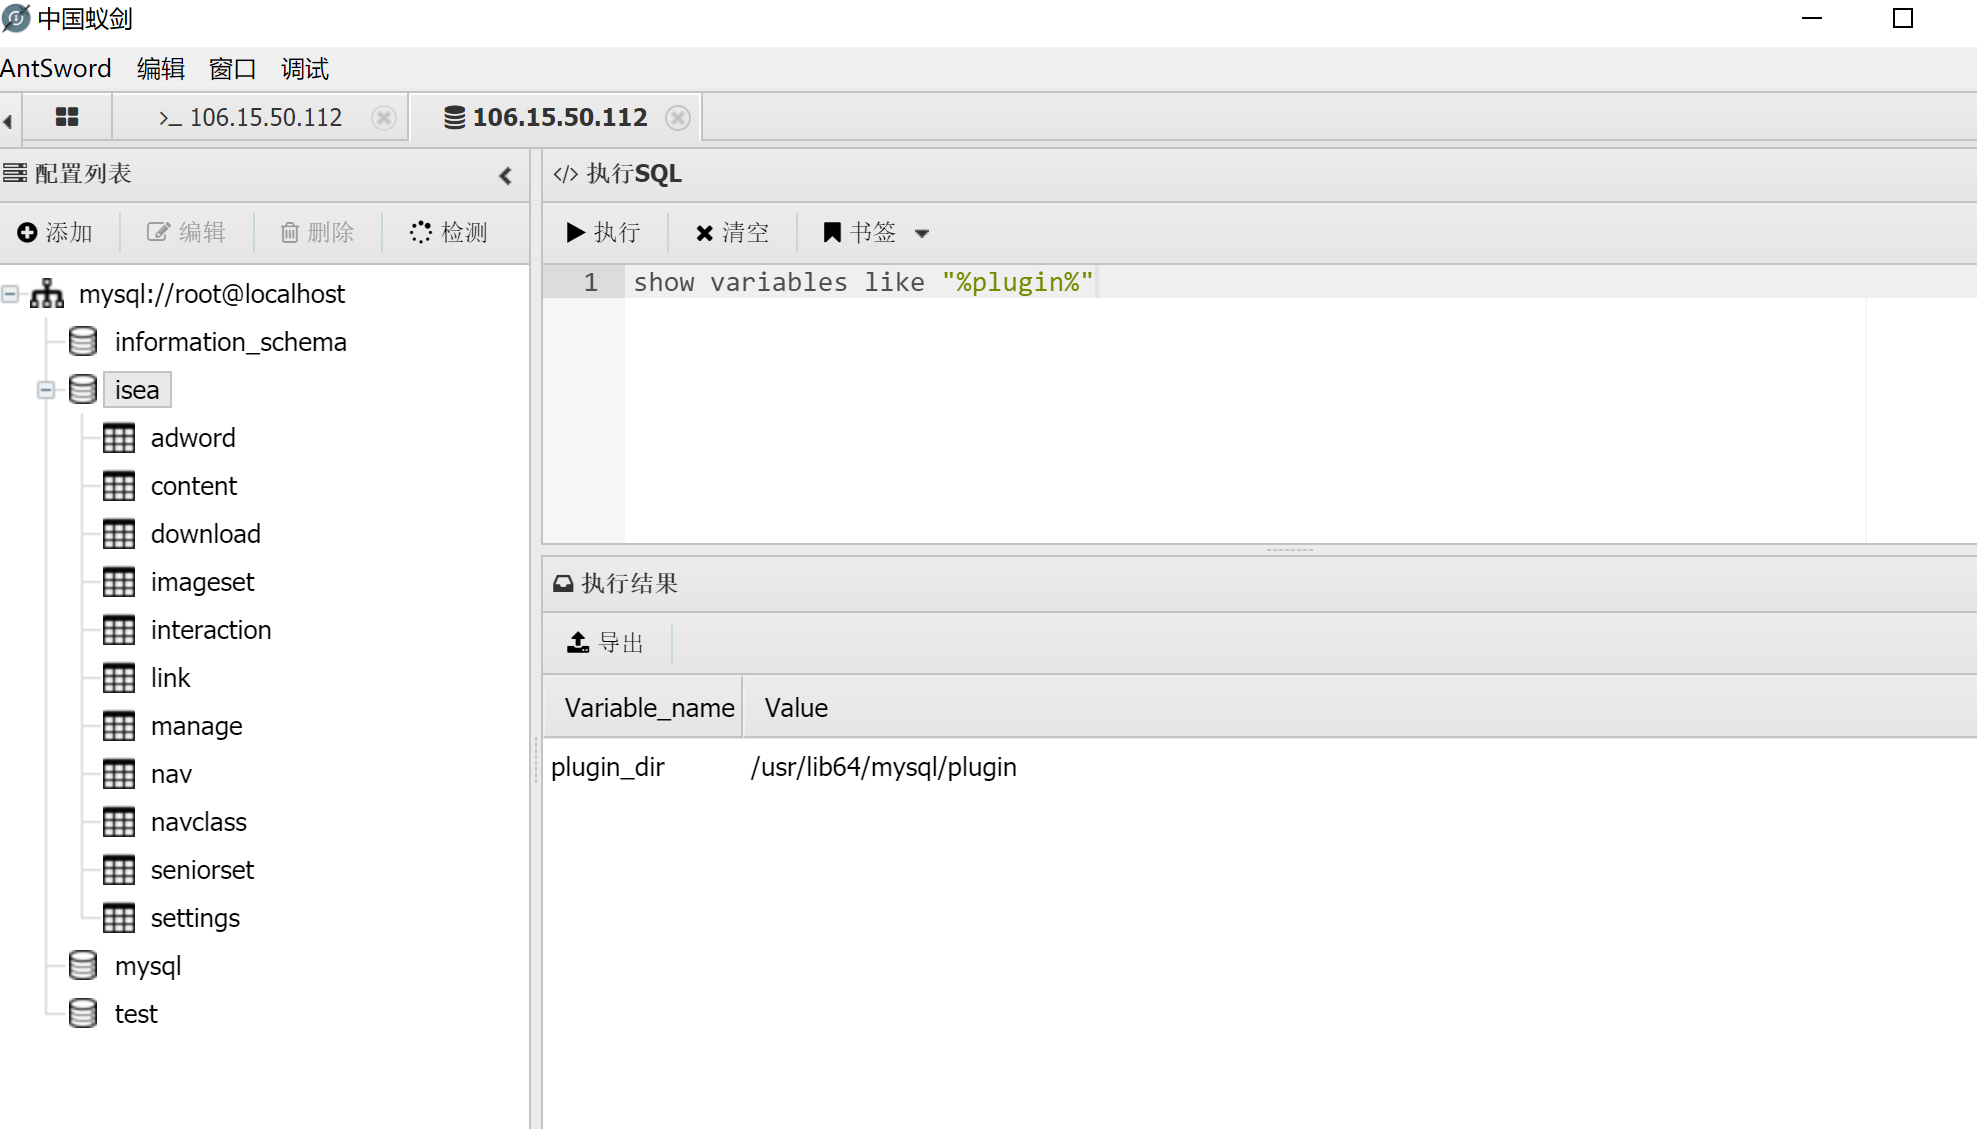 中国蚁剑
AntSword 编辑 窗口 调试
>_ 106.15.50.112 106.15.50.112
配置列表
添加 编辑 删除 检测
mysql://root@localhost
information_schema
isea
adword
content
download
imageset
interaction
link
manage
nav
navclass
seniorset
settings
mysql
test
</> 执行SQL
执行 清空 书签
1 show variables like "%plugin%"
执行结果
导出
Variable_name Value
plugin_dir /usr/lib64/mysql/plugin